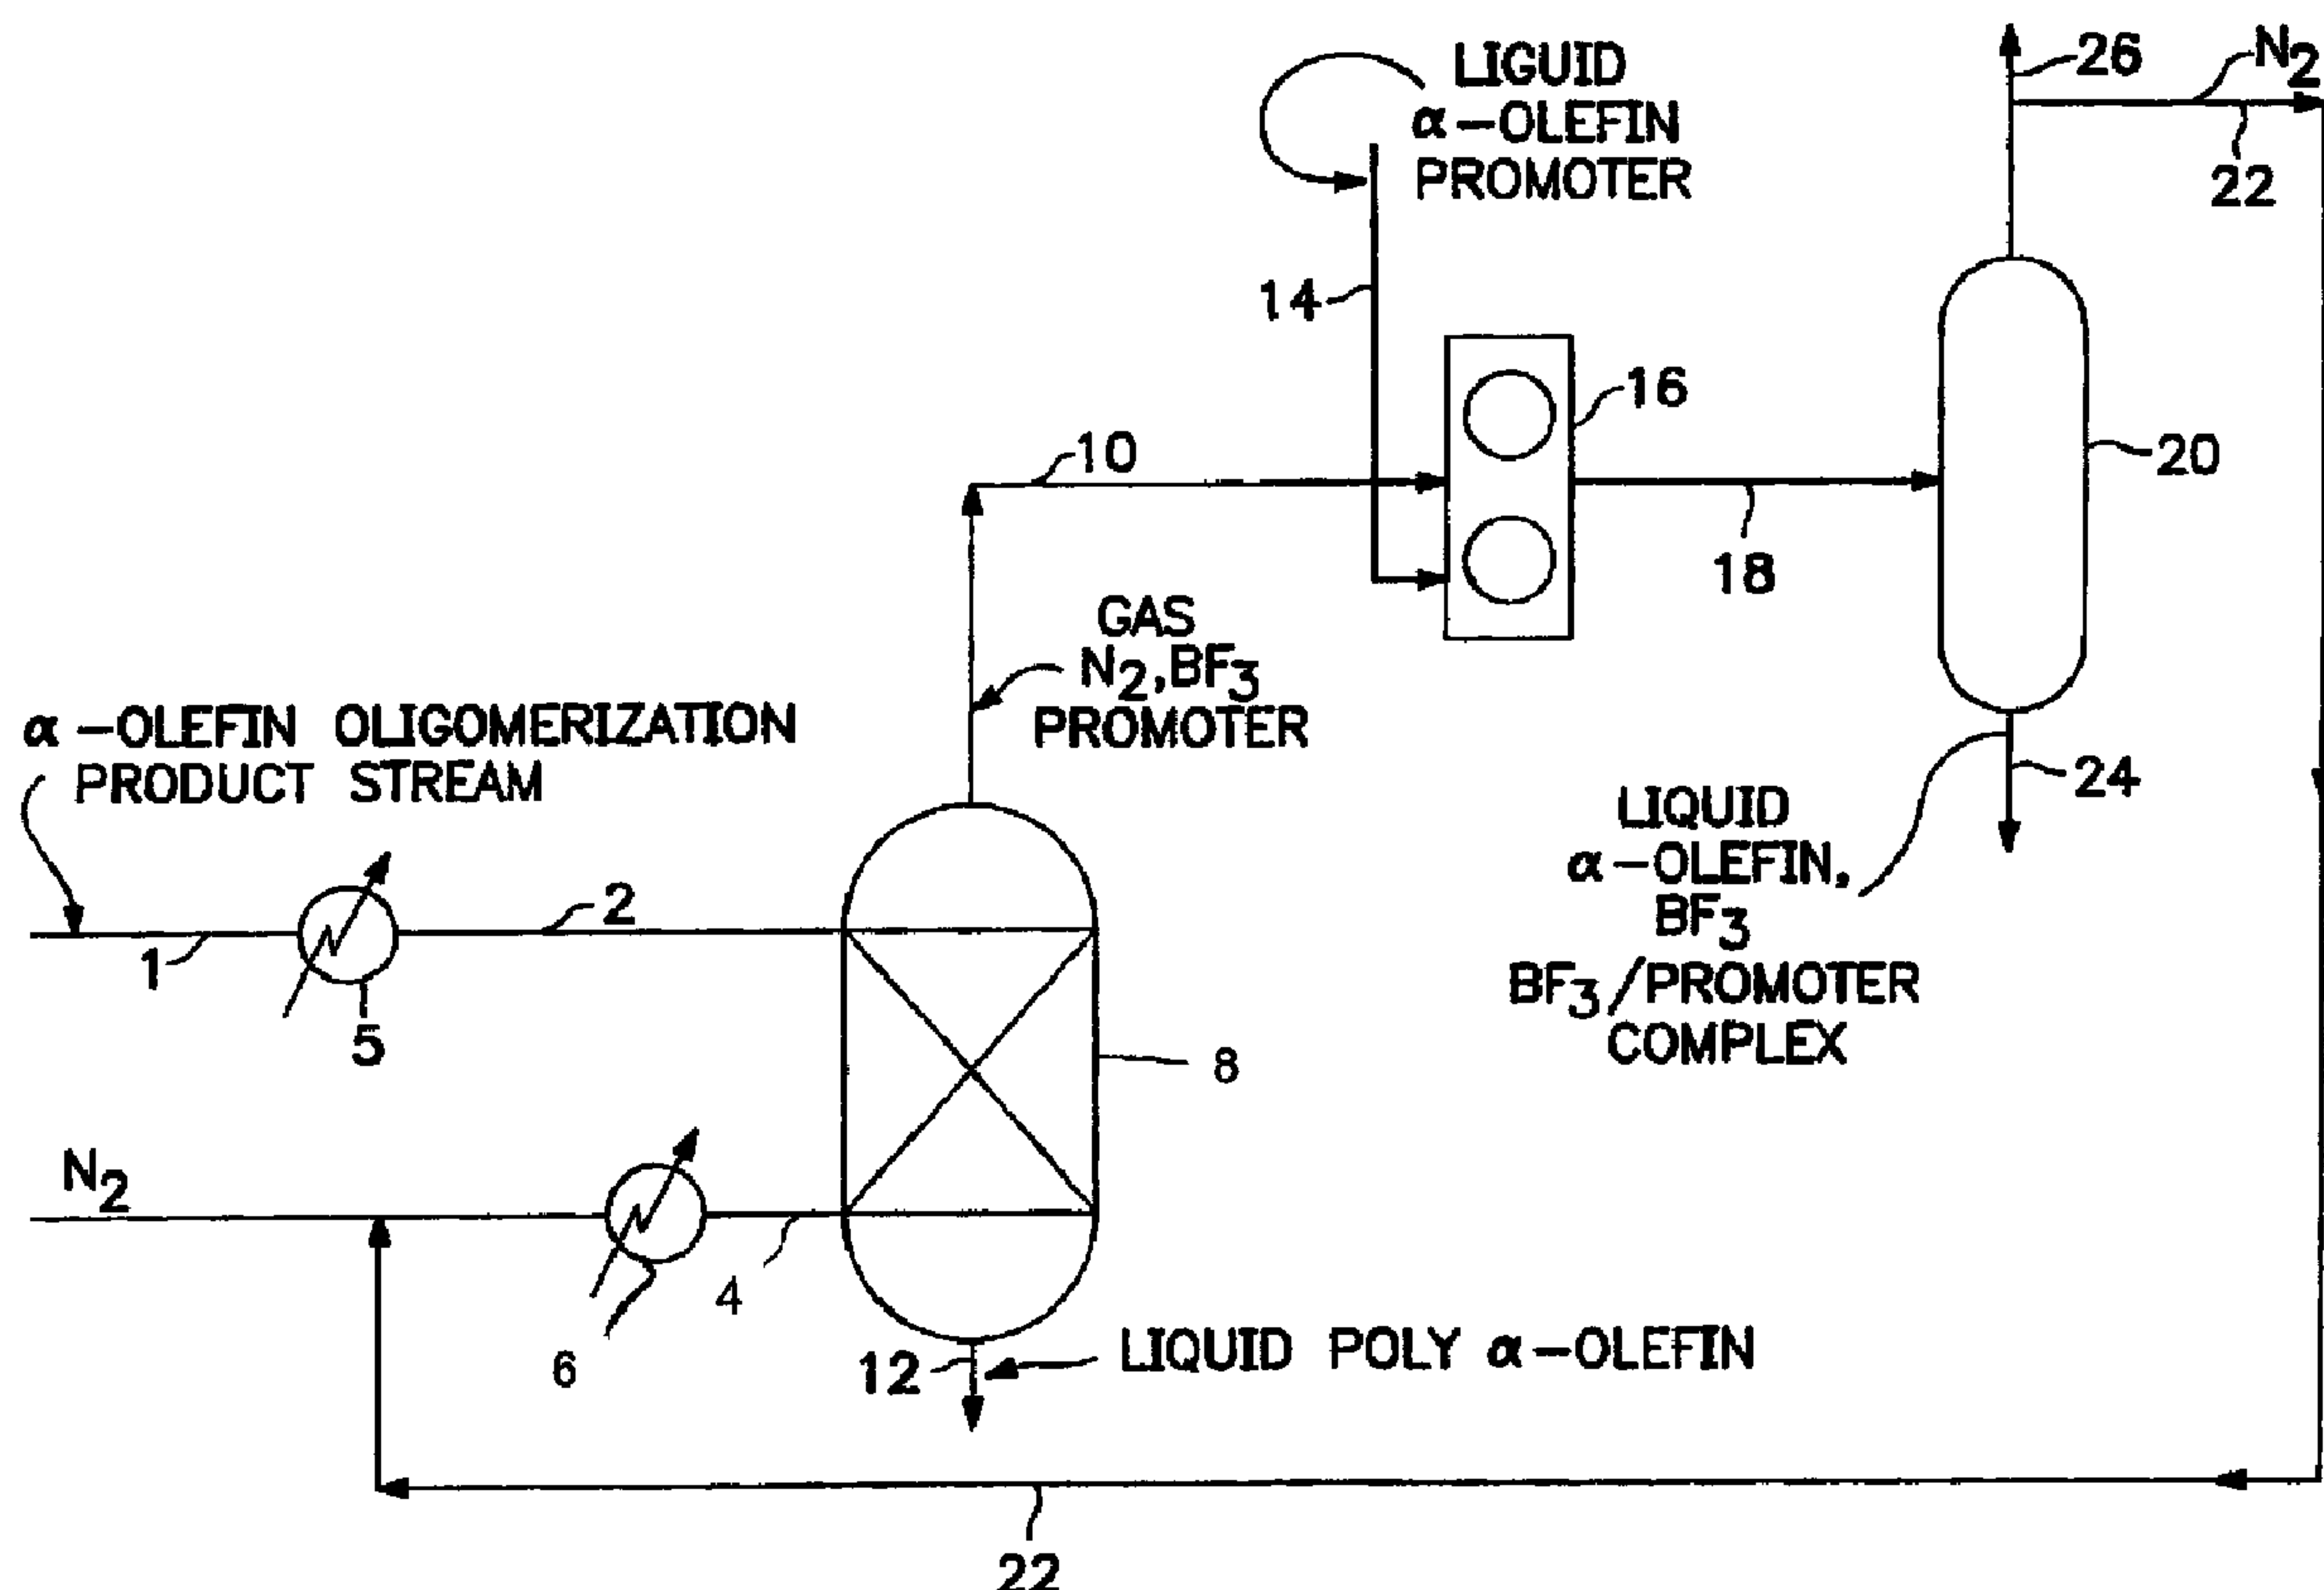 LIGUID
α-OLEFIN
PROMOTER
26
N2
22
14
16
20
10
18
GAS
N2,BF3
PROMOTER
α-OLEFIN OLIGOMERIZATION
PRODUCT STREAM
24
LIQUID
α-OLEFIN,
BF3
BF3/PROMOTER
COMPLEX
2
1
5
8
N2
4
6
12
LIQUID POLY α-OLEFIN
22